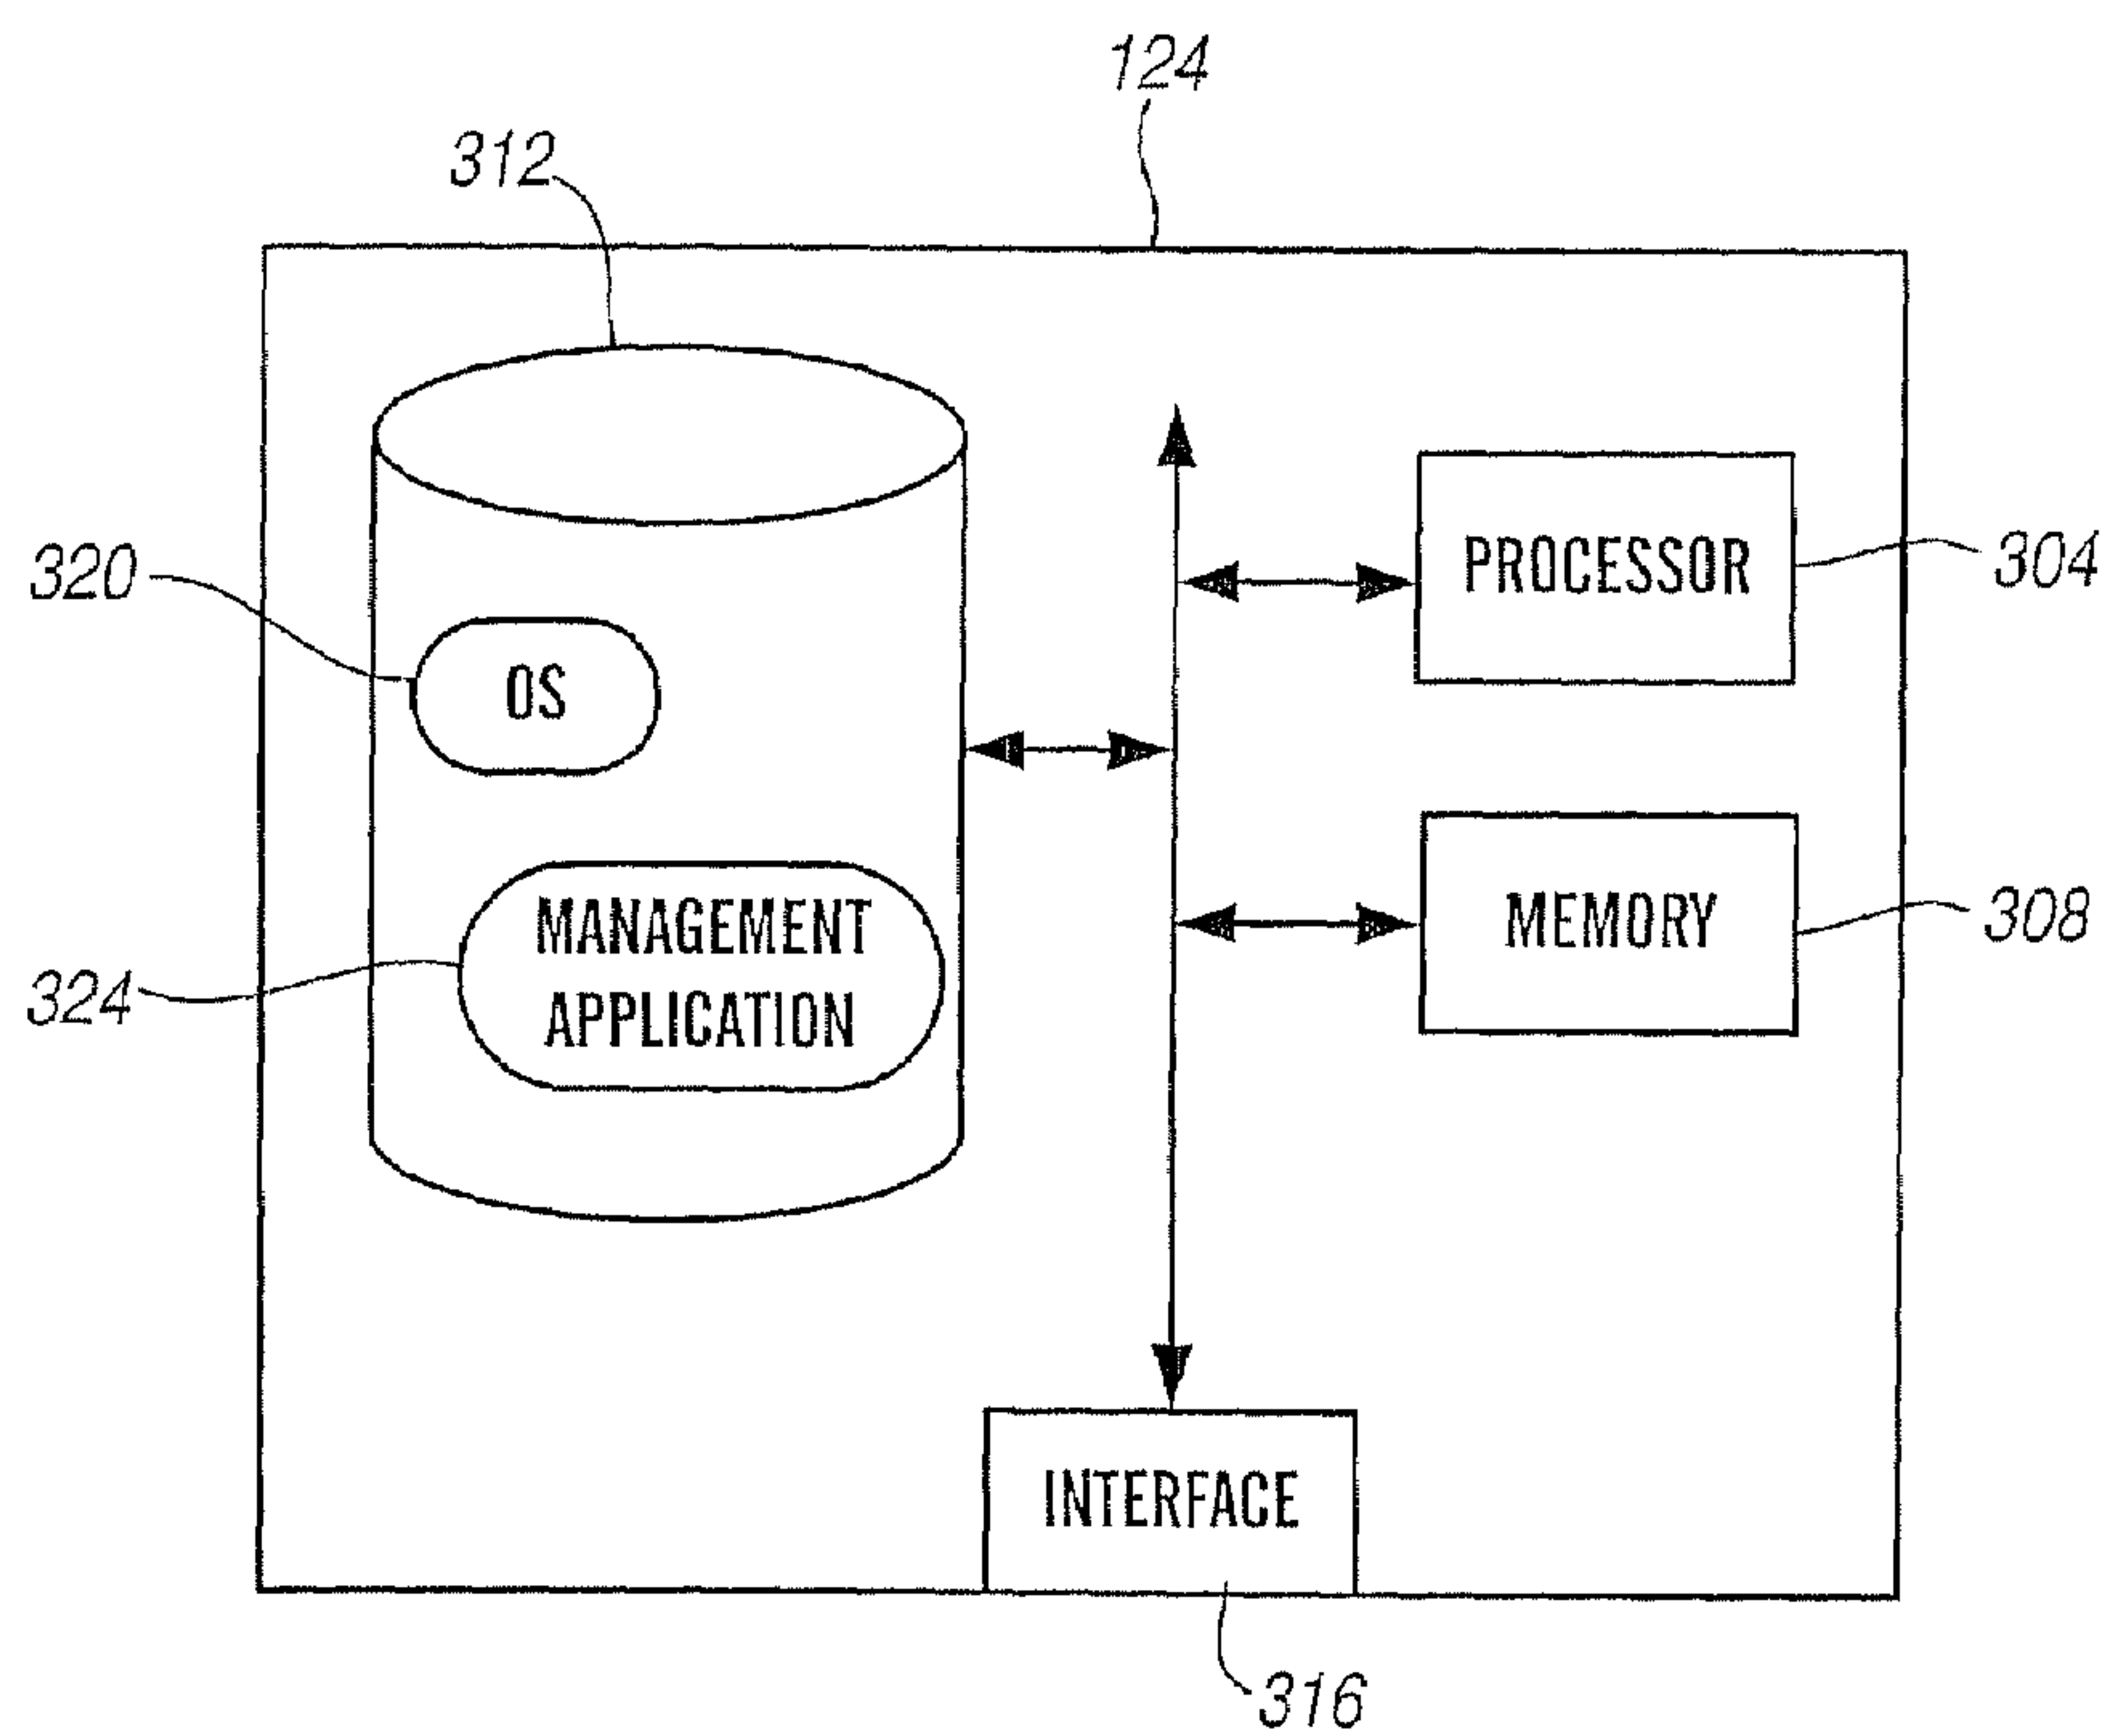 124
312
PROCESSOR
304
320
OS
MEMORY
308
MANAGEMENT
APPLICATION
324
INTERFACE
316